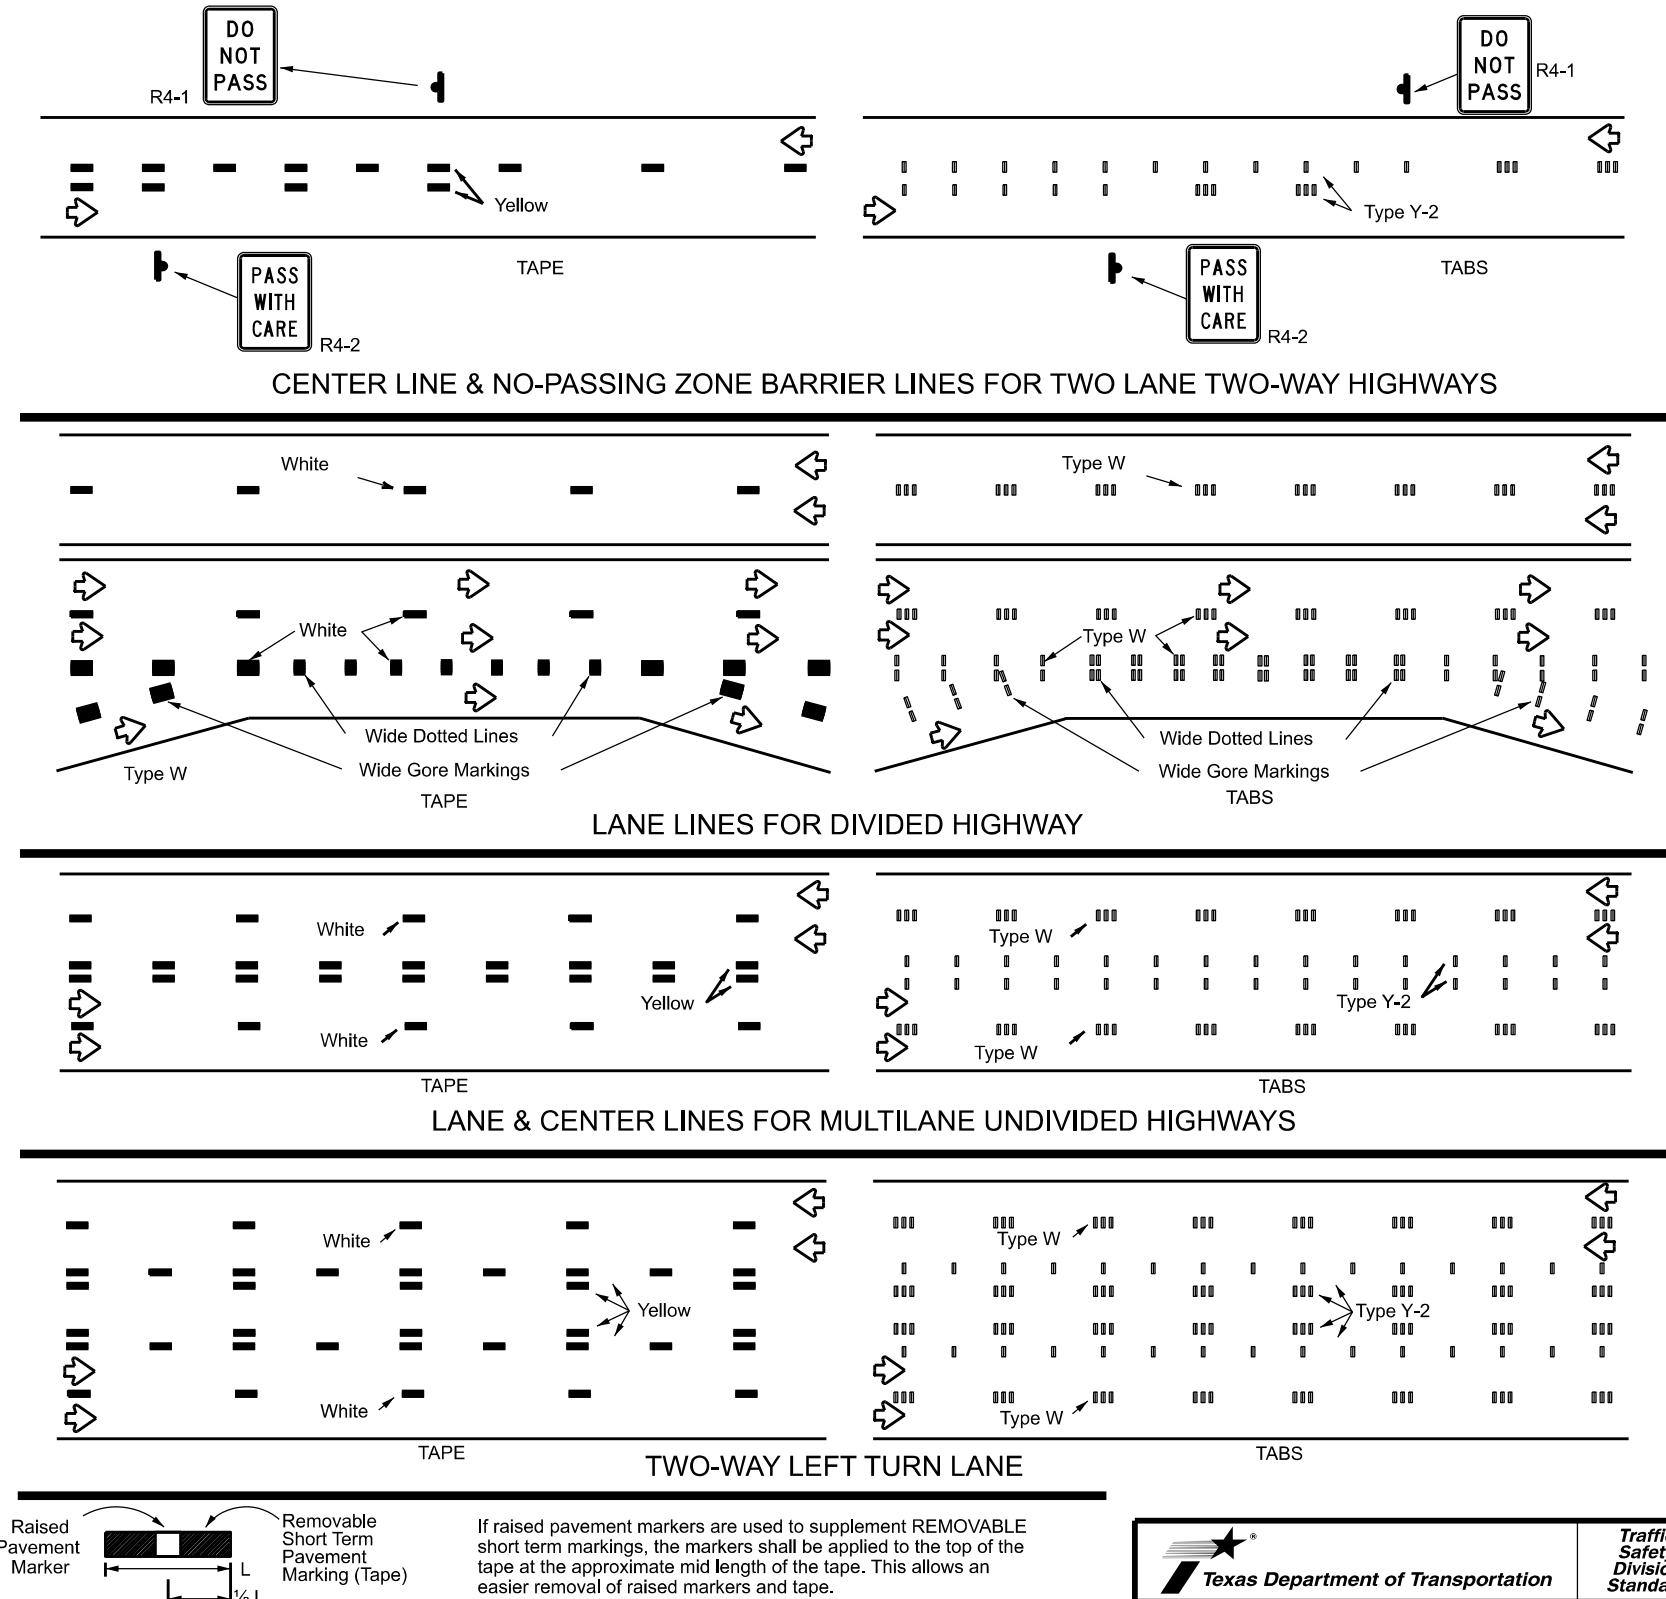 DO
NOT
PASS
R4-1
DO
NOT
PASS
R4-1
Yellow
Type Y-2
PASS
WITH
CARE
R4-2
TAPE
PASS
WITH
CARE
R4-2
TABS
CENTER LINE & NO-PASSING ZONE BARRIER LINES FOR TWO LANE TWO-WAY HIGHWAYS
White
Type W
White
Type W
Wide Dotted Lines
Wide Gore Markings
Type W
TAPE
Wide Dotted Lines
Wide Gore Markings
TABS
LANE LINES FOR DIVIDED HIGHWAY
White
Type W
Yellow
Type Y-2
White
Type W
TAPE
TABS
LANE & CENTER LINES FOR MULTILANE UNDIVIDED HIGHWAYS
White
Type W
Yellow
Type Y-2
White
Type W
TAPE
TABS
TWO-WAY LEFT TURN LANE
Raised
Pavement
Marker
Removable
Short Term
Pavement
Marking (Tape)
L
½ L
If raised pavement markers are used to supplement REMOVABLE
short term markings, the markers shall be applied to the top of the
tape at the approximate mid length of the tape. This allows an
easier removal of raised markers and tape.
®
Texas Department of Transportation
Traffic
Safety
Division
Standa